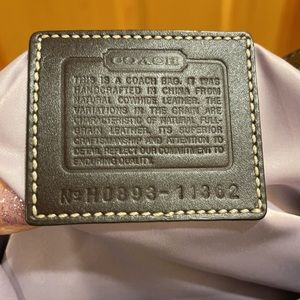 COACH
THIS IS A COACH BAG. IT WAS
HANDCRAFTED IN CHINA FROM
NATURAL COWHIDE LEATHER. THE
VARIATIONS IN THE GRAIN ARE
CHARACTERISTIC OF NATURAL FULL
GRAIN LEATHER. ITS SUPERIOR
CRAFTSMANSHIP AND ATTENTION TO
DETAIL REFLECT OUR COMMITMENT TO
ENDURING QUALITY.
Nº H0893-11362